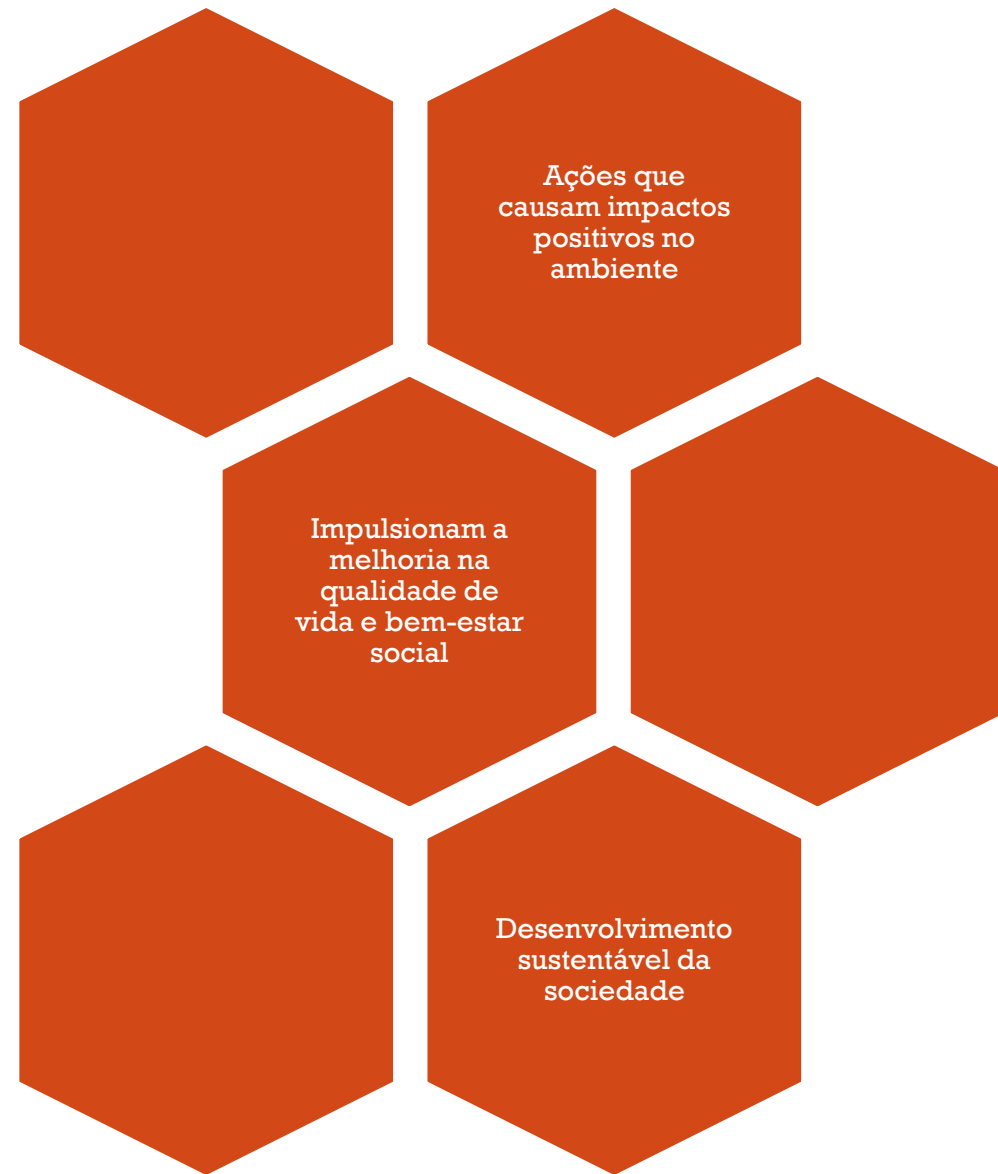 Ações que
causam impactos
positivos no
ambiente
Impulsionam a
melhoria na
qualidade de
vida e bem-estar
social
Desenvolvimento
sustentável da
sociedade